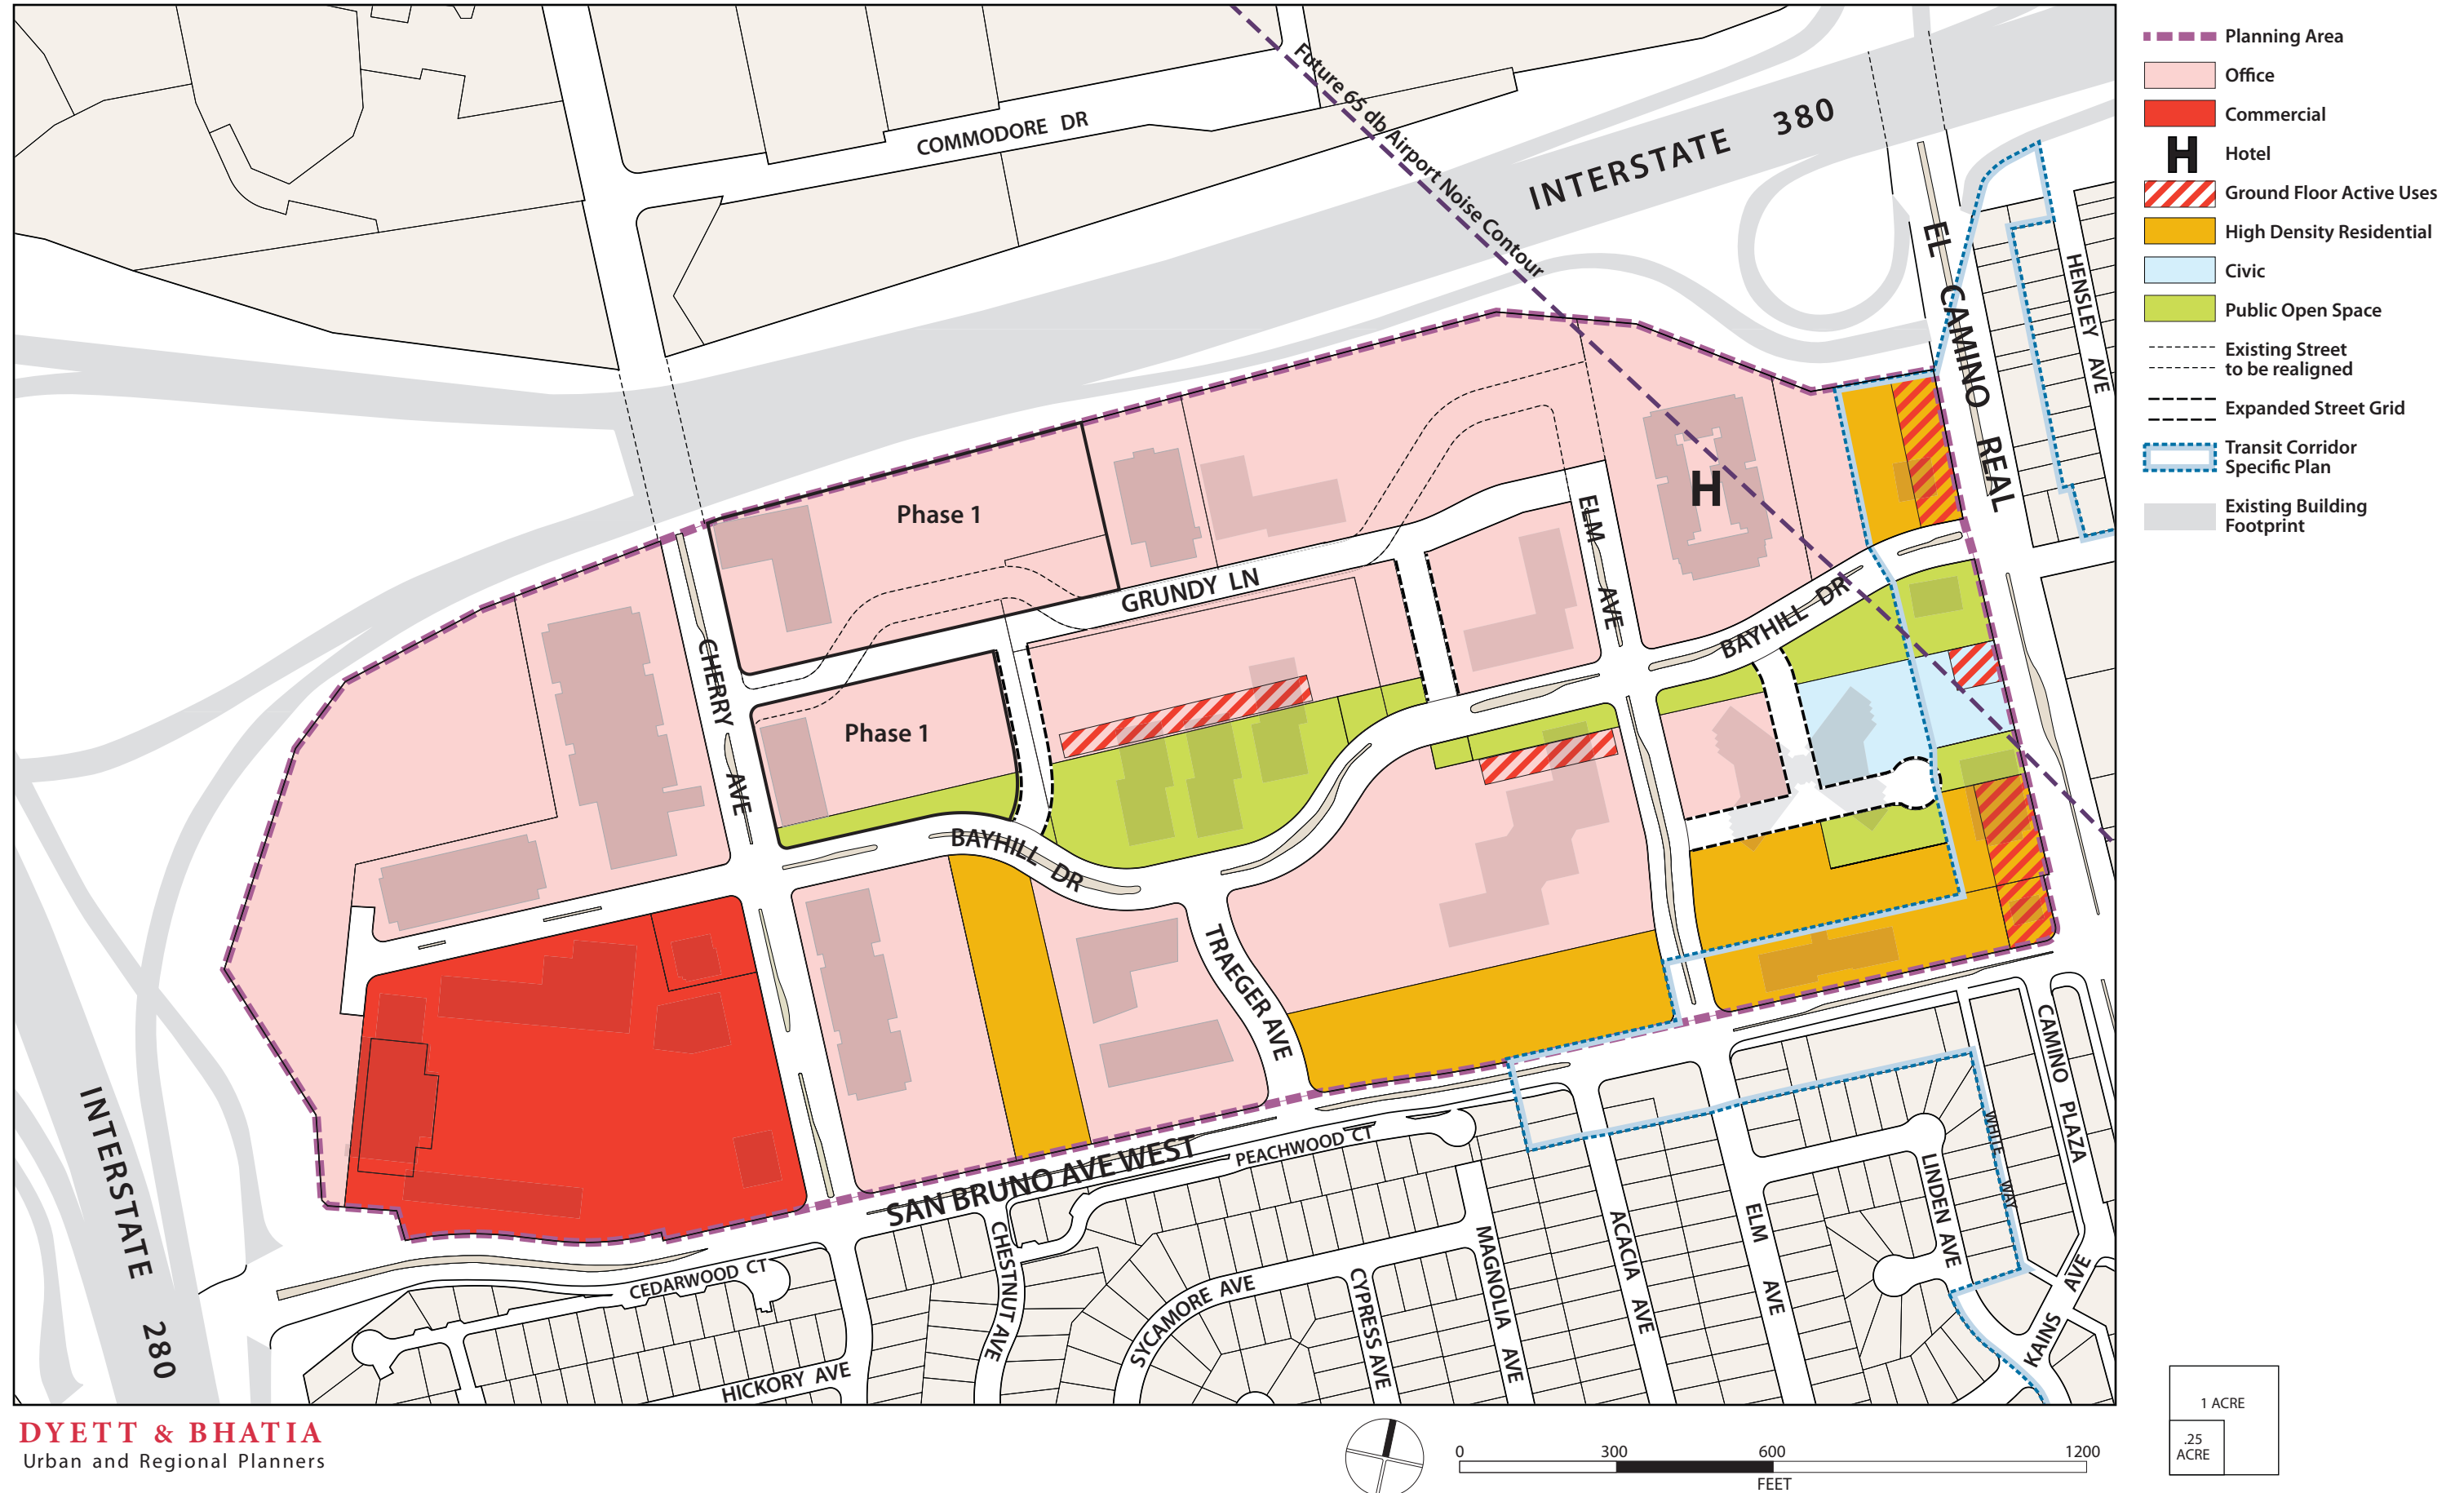 COMMODORE DR
Future 65 db Airport Noise Contour
INTERSTATE 380
EL CAMINO REAL
HENSLEY AVE
Phase 1
GRUNDY LN
ELM AVE
H
BAYHILL DR
CHERRY AVE
Phase 1
BAYHILL DR
TRAEGER AVE
INTERSTATE 280
SAN BRUNO AVE WEST
PEACHWOOD CT
CEDARWOOD CT
HICKORY AVE
CHESTNUT AVE
SYCAMORE AVE
CYPRESS AVE
MAGNOLIA AVE
ACACIA AVE
ELM AVE
LINDEN AVE
WHITE WAY
CAMINO PLAZA
KAINS AVE
Planning Area
Office
Commercial
H Hotel
Ground Floor Active Uses
High Density Residential
Civic
Public Open Space
Existing Street
to be realigned
Expanded Street Grid
Transit Corridor
Specific Plan
Existing Building
Footprint
DYETT & BHATIA
Urban and Regional Planners
0 300 600 1200
FEET
1 ACRE
.25
ACRE